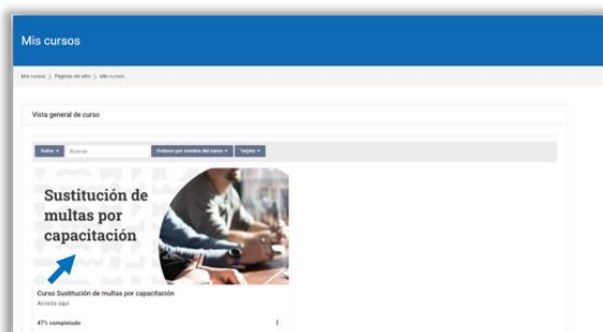 Mis cursos
Mis cursos > Páginas del sitio > Mis cursos
Vista general de curso
Todos
Buscar
Ordenar por nombre del curso
Tarjeta
Sustitución de
multas por
capacitación
Curso Sustitución de multas por capacitación
Acceda aquí
47% completado